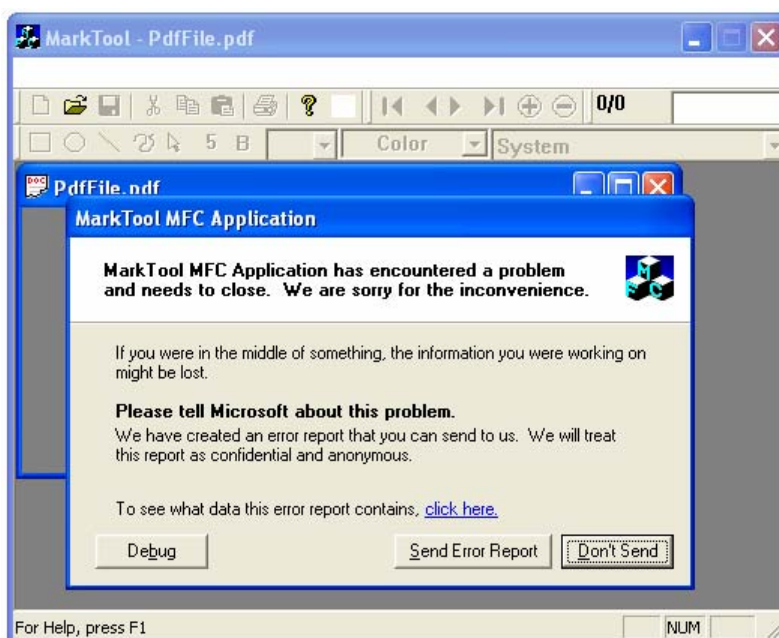 MarkTool - PdfFile.pdf
0/0
5 B Color System
PdfFile.pdf
MarkTool MFC Application
MarkTool MFC Application has encountered a problem
and needs to close. We are sorry for the inconvenience.
M
F C
If you were in the middle of something, the information you were working on
might be lost.
Please tell Microsoft about this problem.
We have created an error report that you can send to us. We will treat
this report as confidential and anonymous.
To see what data this error report contains, click here.
Debug Send Error Report Don't Send
For Help, press F1 NUM